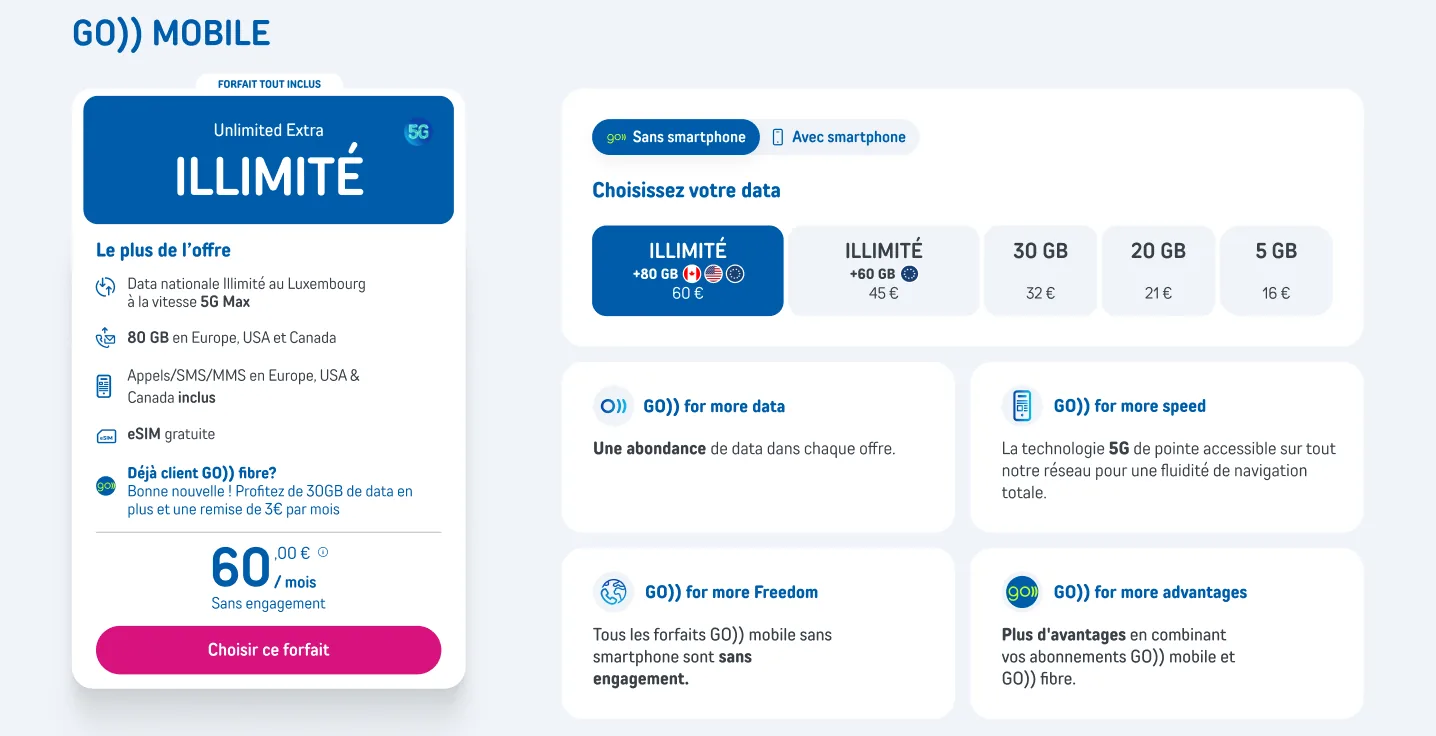 GO)) MOBILE
FORFAIT TOUT INCLUS
Unlimited Extra
5G
ILLIMITÉ
Le plus de l’offre
Data nationale Illimité au Luxembourg
à la vitesse 5G Max
80 GB en Europe, USA et Canada
Appels/SMS/MMS en Europe, USA &
Canada inclus
eSIM
eSIM gratuite
go))
Déjà client GO)) fibre?
Bonne nouvelle ! Profitez de 30GB de data en
plus et une remise de 3€ par mois
60,00 €
/ mois
Sans engagement
Choisir ce forfait
go)) Sans smartphone
Avec smartphone
Choisissez votre data
ILLIMITÉ
+80 GB
60 €
ILLIMITÉ
+60 GB
45 €
30 GB
32 €
20 GB
21 €
5 GB
16 €
O)) GO)) for more data
Une abondance de data dans chaque offre.
GO)) for more speed
La technologie 5G de pointe accessible sur tout
notre réseau pour une fluidité de navigation
totale.
GO)) for more Freedom
Tous les forfaits GO)) mobile sans
smartphone sont sans
engagement.
go)) GO)) for more advantages
Plus d'avantages en combinant
vos abonnements GO)) mobile et
GO)) fibre.